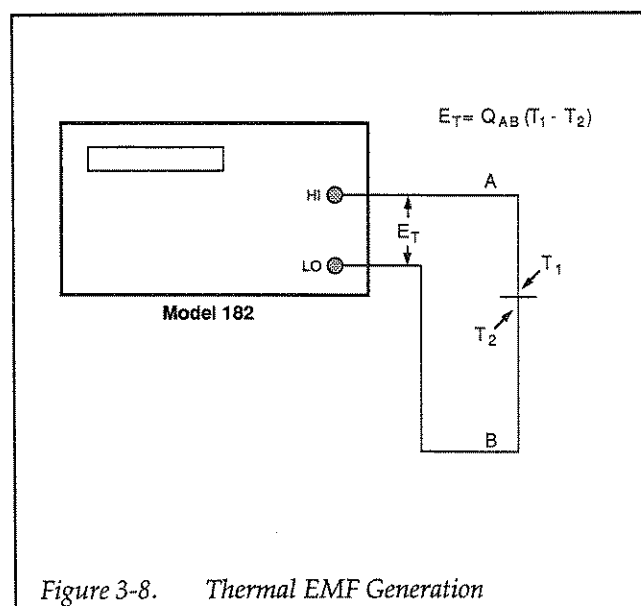 E_T = Q_AB (T_1 - T_2)
A
HI
E_T
LO
T_1
Model 182
T_2
B
Figure 3-8. Thermal EMF Generation